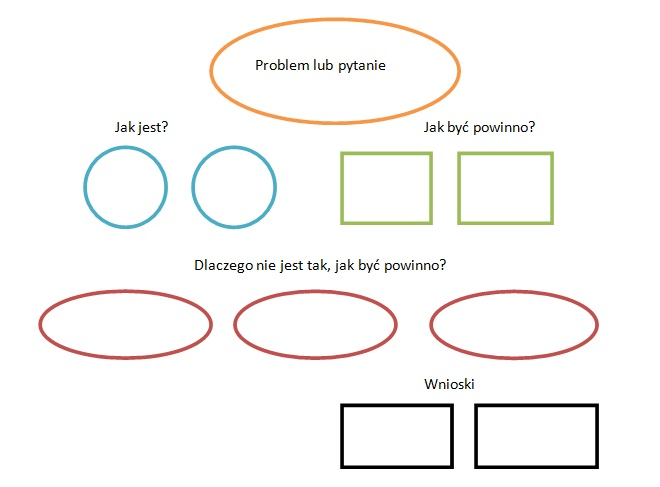 Problem lub pytanie
Jak jest?
Jak być powinno?
Dlaczego nie jest tak, jak być powinno?
Wnioski